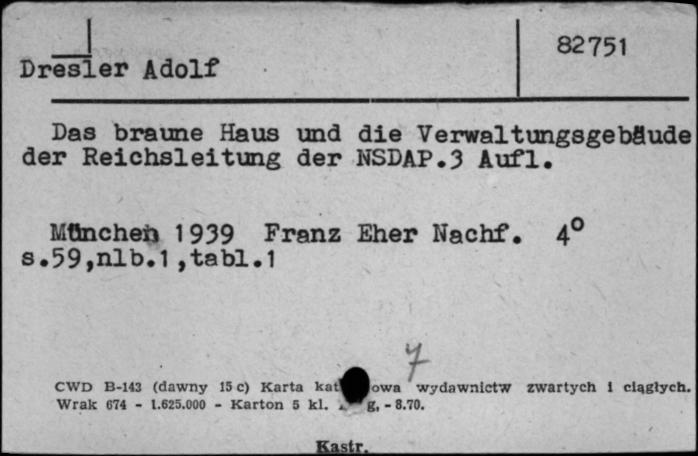 82751
Dresler Adolf
Das braune Haus und die Verwaltungsgebäude
der Reichsleitung der NSDAP.3 Aufl.
München 1939 Franz Eher Nachf. 4°
s.59,nlb.1,tabl.1
7
CWD B-143 (dawny 15 c) Karta kat owa wydawnictw zwartych i ciągłych.
Wrak 674 - 1.625.000 - Karton 5 kl. g, - 8.70.
Kastr.